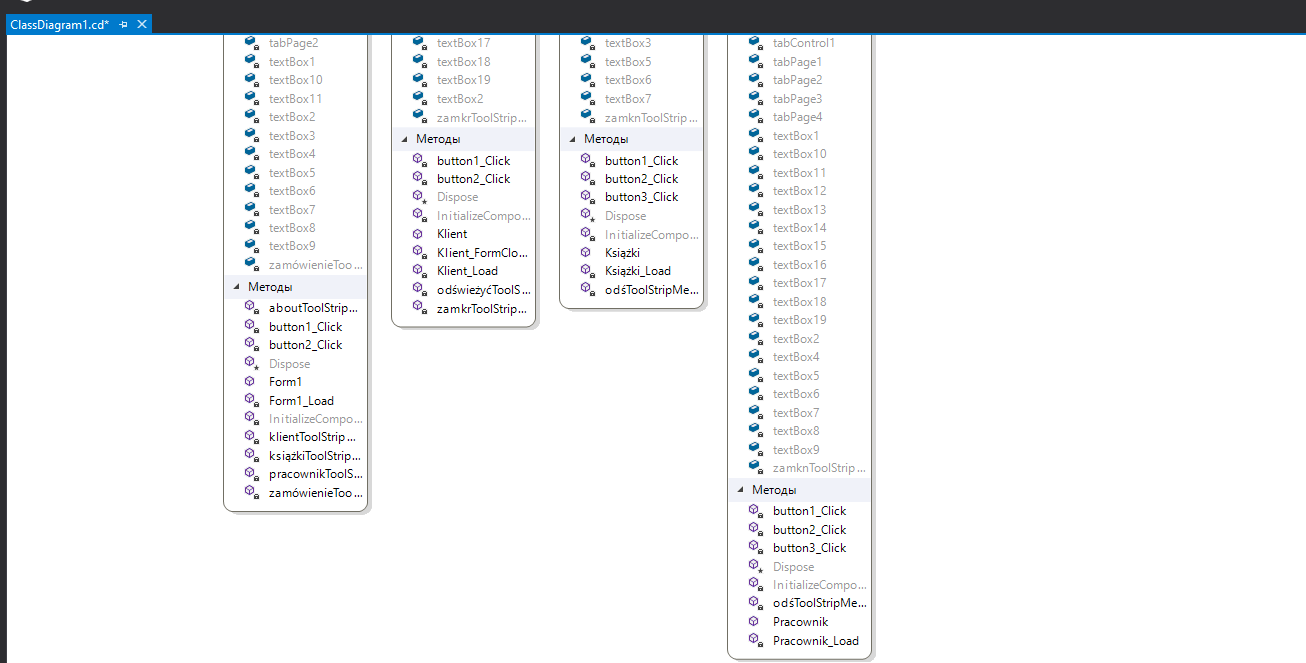 ClassDiagram1.cd*
tabPage2
textBox1
textBox10
textBox11
textBox2
textBox3
textBox4
textBox5
textBox6
textBox7
textBox8
textBox9
zamówienieToo...
Методы
aboutToolStrip...
button1_Click
button2_Click
Dispose
Form1
Form1_Load
InitializeCompo...
klientToolStrip...
książkiToolStrip...
pracownikToolS...
zamówienieToo...
textBox17
textBox18
textBox19
textBox2
zamkrToolStrip...
Методы
button1_Click
button2_Click
Dispose
InitializeCompo...
Klient
Klient_FormClo...
Klient_Load
odświeżyćToolS...
zamkrToolStrip...
textBox3
textBox5
textBox6
textBox7
zamknToolStrip...
Методы
button1_Click
button2_Click
button3_Click
Dispose
InitializeCompo...
Książki
Książki_Load
odśToolStripMe...
tabControl1
tabPage1
tabPage2
tabPage3
tabPage4
textBox1
textBox10
textBox11
textBox12
textBox13
textBox14
textBox15
textBox16
textBox17
textBox18
textBox19
textBox2
textBox4
textBox5
textBox6
textBox7
textBox8
textBox9
zamknToolStrip...
Методы
button1_Click
button2_Click
button3_Click
Dispose
InitializeCompo...
odśToolStripMe...
Pracownik
Pracownik_Load